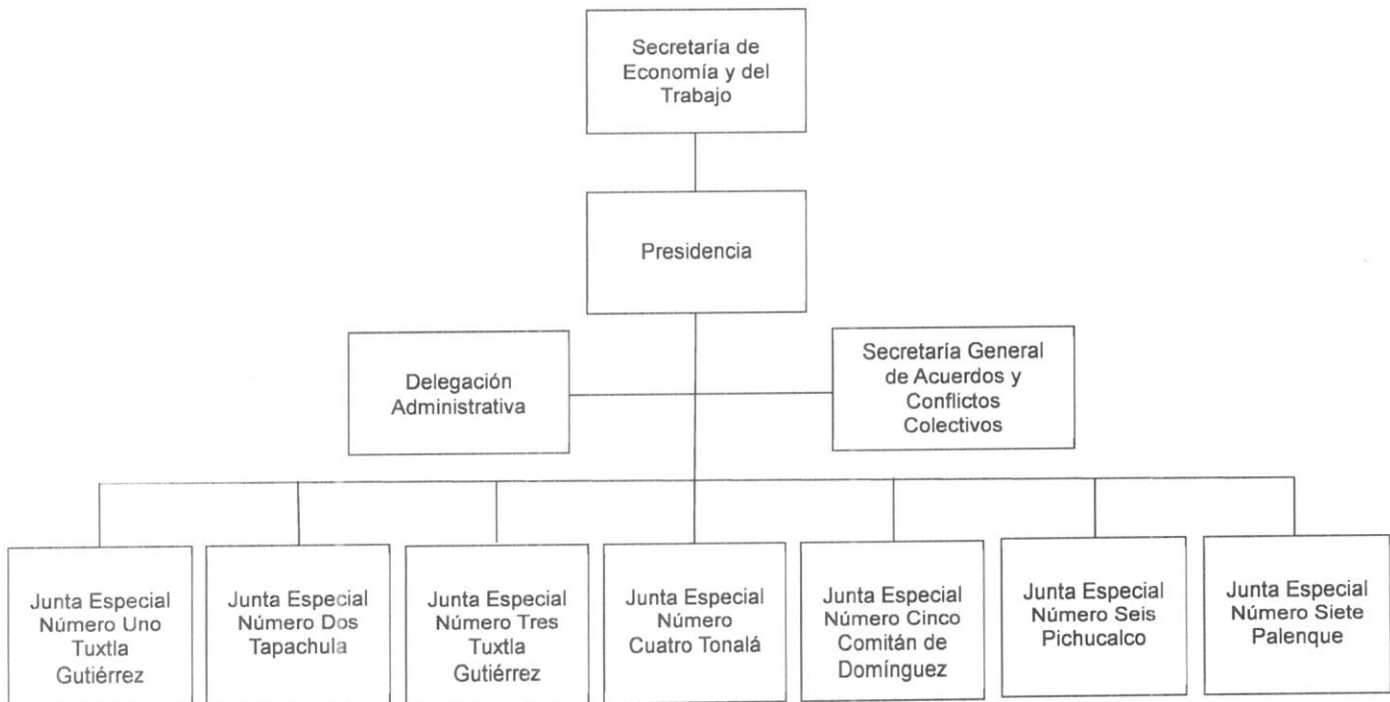 Secretaría de
Economía y del
Trabajo
Presidencia
Delegación
Administrativa
Secretaría General
de Acuerdos y
Conflictos
Colectivos
Junta Especial
Número Uno
Tuxtla
Gutiérrez
Junta Especial
Número Dos
Tapachula
Junta Especial
Número Tres
Tuxtla
Gutiérrez
Junta Especial
Número
Cuatro Tonalá
Junta Especial
Número Cinco
Comitán de
Domínguez
Junta Especial
Número Seis
Pichucalco
Junta Especial
Número Siete
Palenque